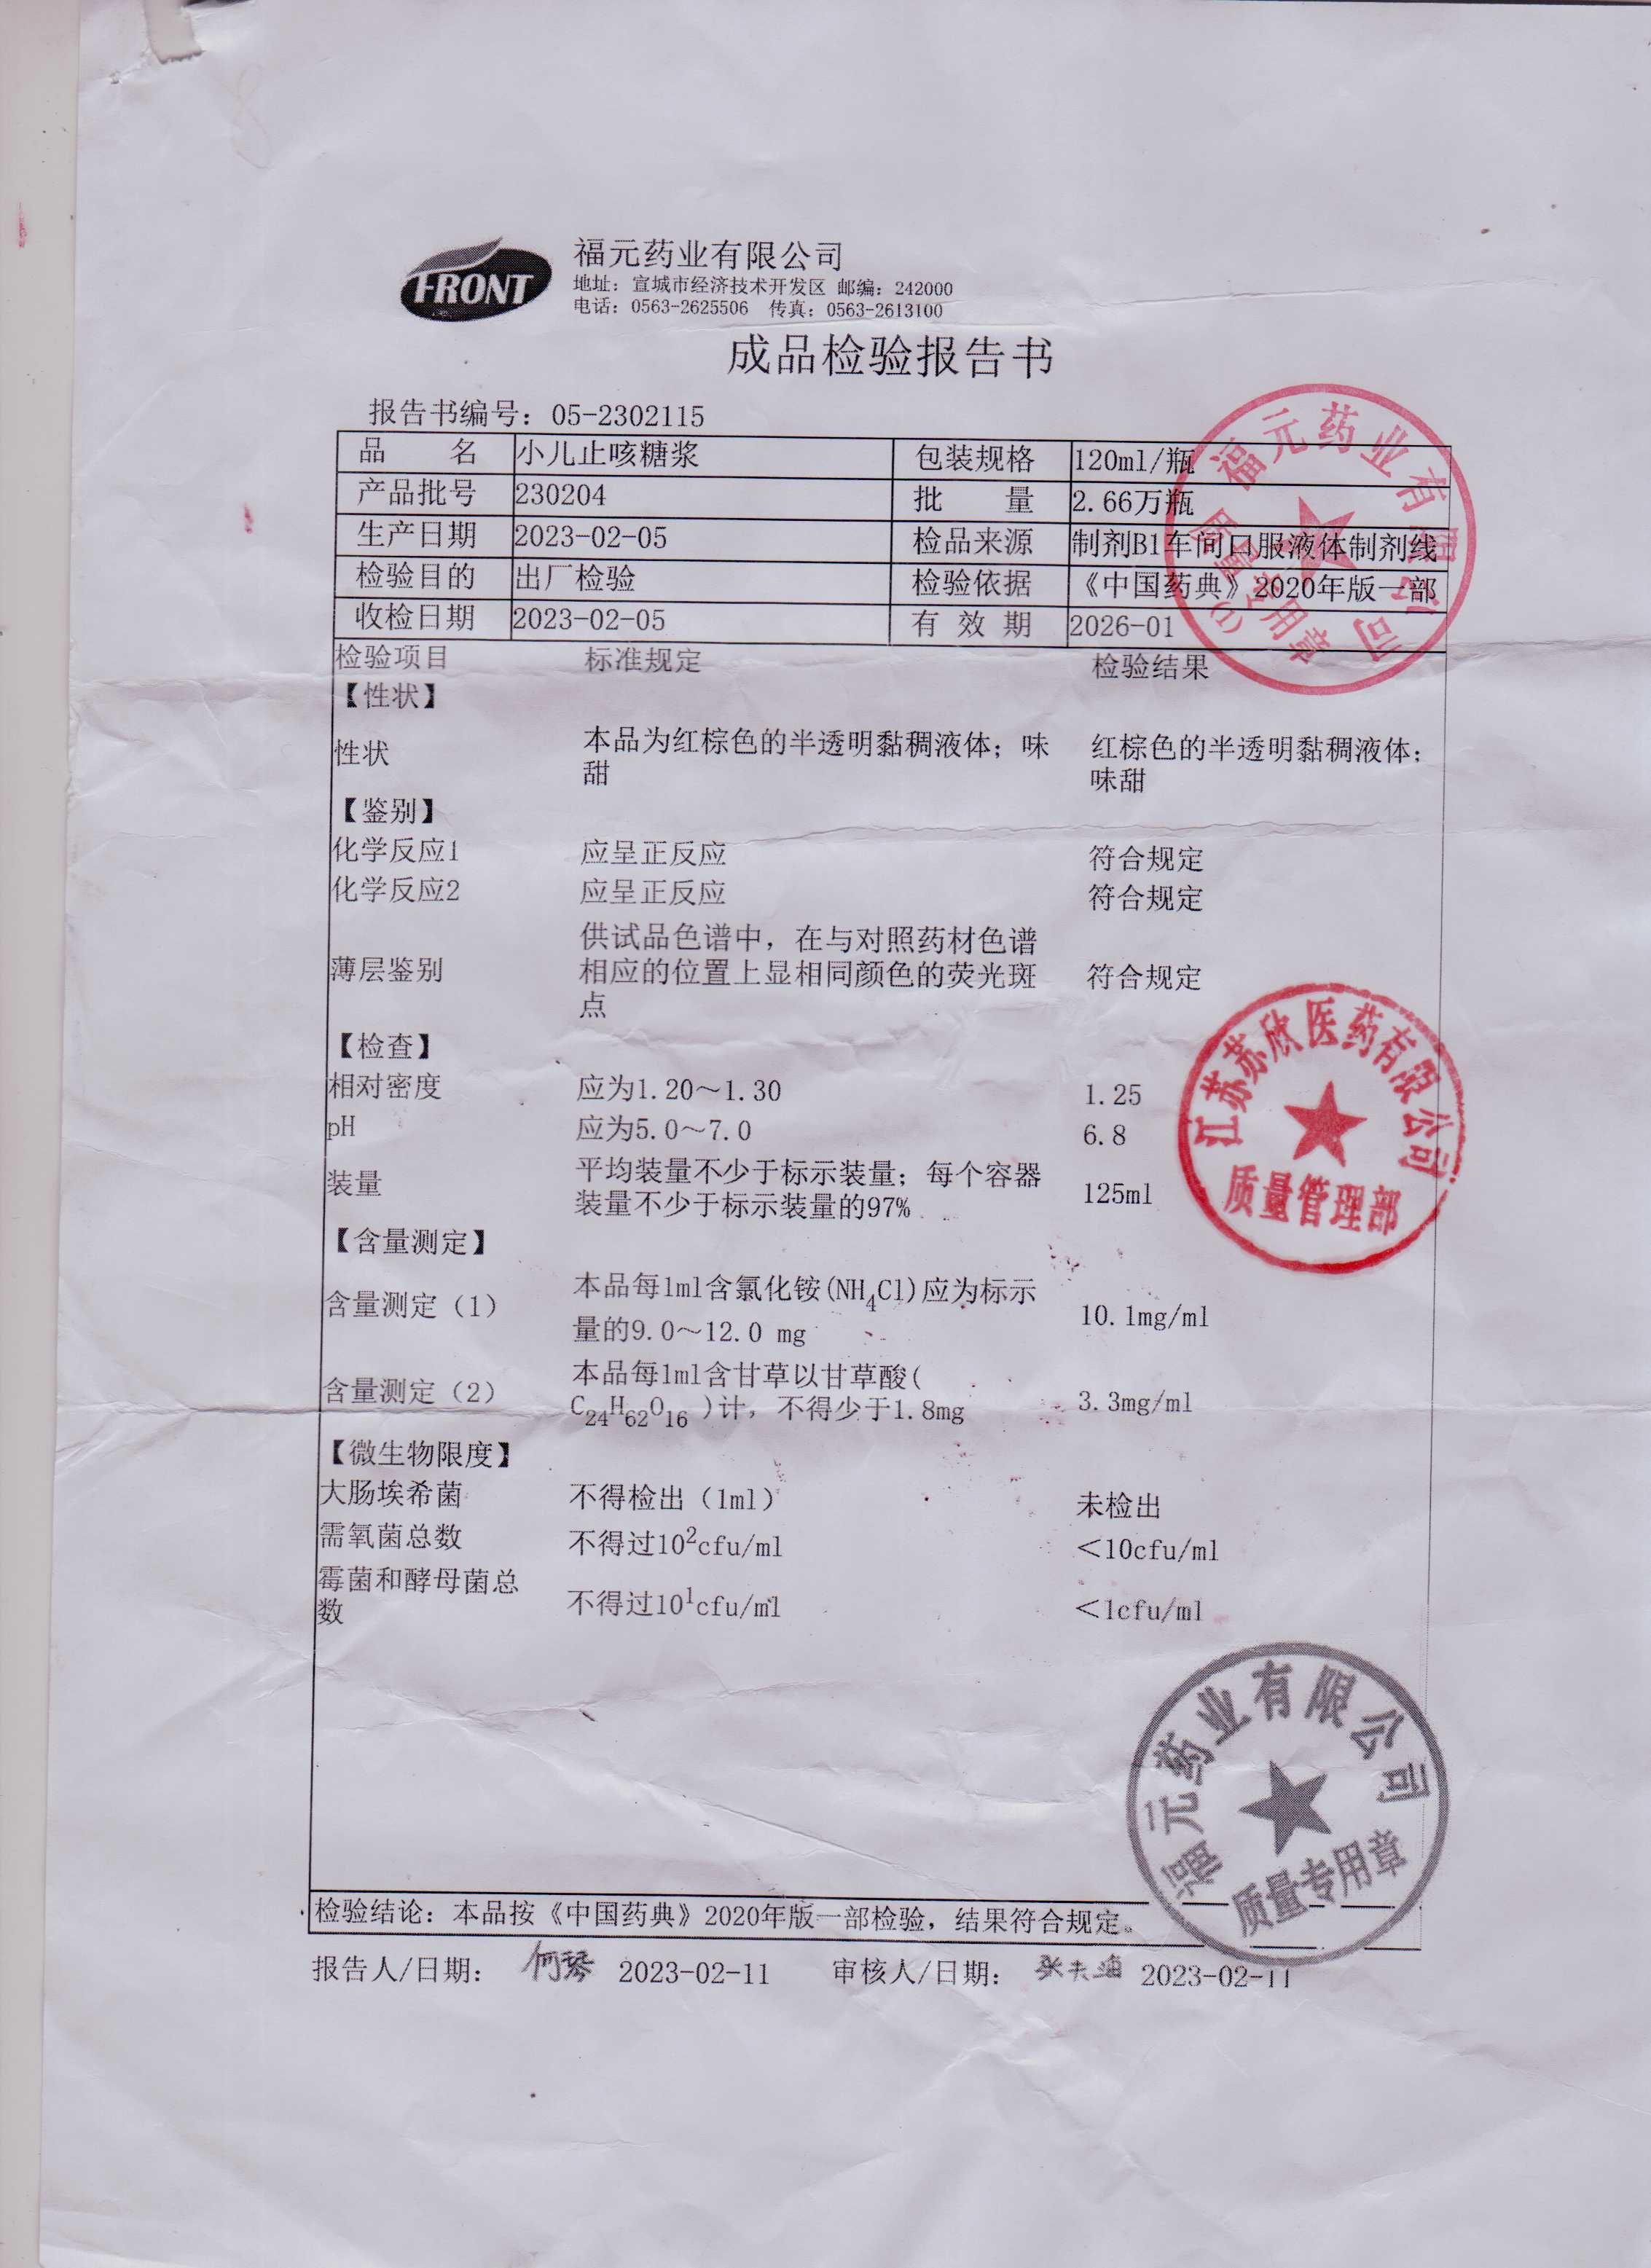 FRONT
福元药业有限公司
地址：宣城市经济技术开发区 邮编：242000
电话：0563-2625506 传真：0563-2613100
成品检验报告书
报告书编号：05-2302115
品 名 小儿止咳糖浆 包装规格 120ml/瓶
产品批号 230204 批 量 2.66万瓶
生产日期 2023-02-05 检品来源 制剂B1车间口服液体制剂线
检验目的 出厂检验 检验依据 《中国药典》2020年版一部
收检日期 2023-02-05 有 效 期 2026-01
福元药业有限公司
质量专用章
(1)
检验项目 标准规定 检验结果
【性状】
性状 本品为红棕色的半透明黏稠液体；味 红棕色的半透明黏稠液体；
甜 味甜
【鉴别】
化学反应1 应呈正反应 符合规定
化学反应2 应呈正反应 符合规定
供试品色谱中，在与对照药材色谱
薄层鉴别 相应的位置上显相同颜色的荧光斑 符合规定
点
【检查】
相对密度 应为1.20～1.30 1.25
pH 应为5.0～7.0 6.8
装量 平均装量不少于标示装量；每个容器 125ml
装量不少于标示装量的97%
江苏苏欣医药有限公司
质量管理部
【含量测定】
含量测定（1） 本品每1ml含氯化铵(NH₄Cl)应为标示 10.1mg/ml
量的9.0～12.0 mg
含量测定（2） 本品每1ml含甘草以甘草酸( 3.3mg/ml
C₂₄H₆₂O₁₆ )计，不得少于1.8mg
【微生物限度】
大肠埃希菌 不得检出（1ml） 未检出
需氧菌总数 不得过10²cfu/ml ＜10cfu/ml
霉菌和酵母菌总 不得过10¹cfu/ml ＜1cfu/ml
数
福元药业有限公司
质量专用章
检验结论：本品按《中国药典》2020年版一部检验，结果符合规定。
报告人/日期： 何琴 2023-02-11 审核人/日期： 2023-02-11